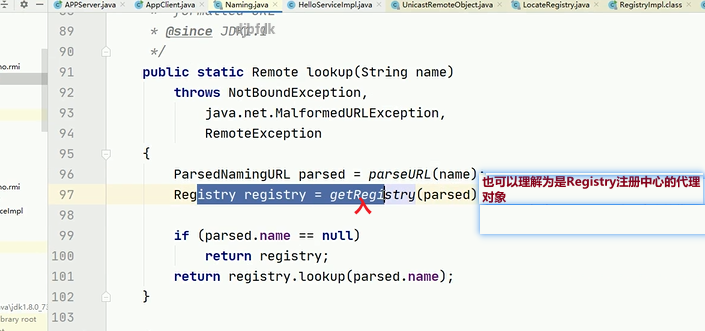 APPServer.java AppClient.java Naming.java HelloServiceImpl.java UnicastRemoteObject.java LocateRegistry.java RegistryImpl.class
89 * @since JDK1.1
90 */
91 public static Remote lookup(String name)
92 throws NotBoundException,
93 java.net.MalformedURLException,
94 RemoteException
95 {
96 ParsedNamingURL parsed = parseURL(name);
97 Registry registry = getRegistry(parsed)
也可以理解为是Registry注册中心的代理
对象
98
99 if (parsed.name == null)
100 return registry;
101 return registry.lookup(parsed.name);
102 }
103
no.rmi
no.rmi
ceImpl
va\jdk1.8.0_73
ibrary root